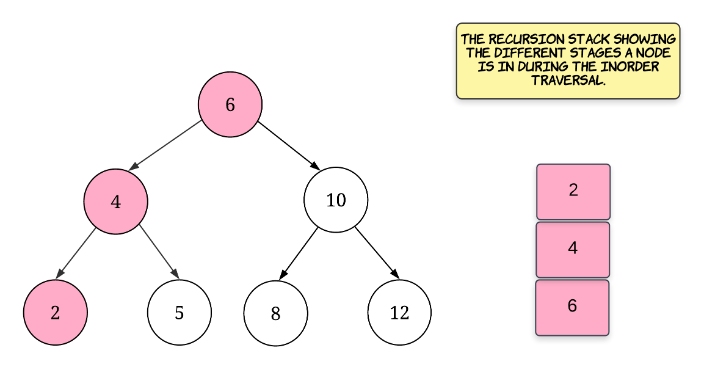 THE RECURSION STACK SHOWING
THE DIFFERENT STAGES A NODE
IS IN DURING THE INORDER
TRAVERSAL.
6
4
10
2
5
8
12
2
4
6